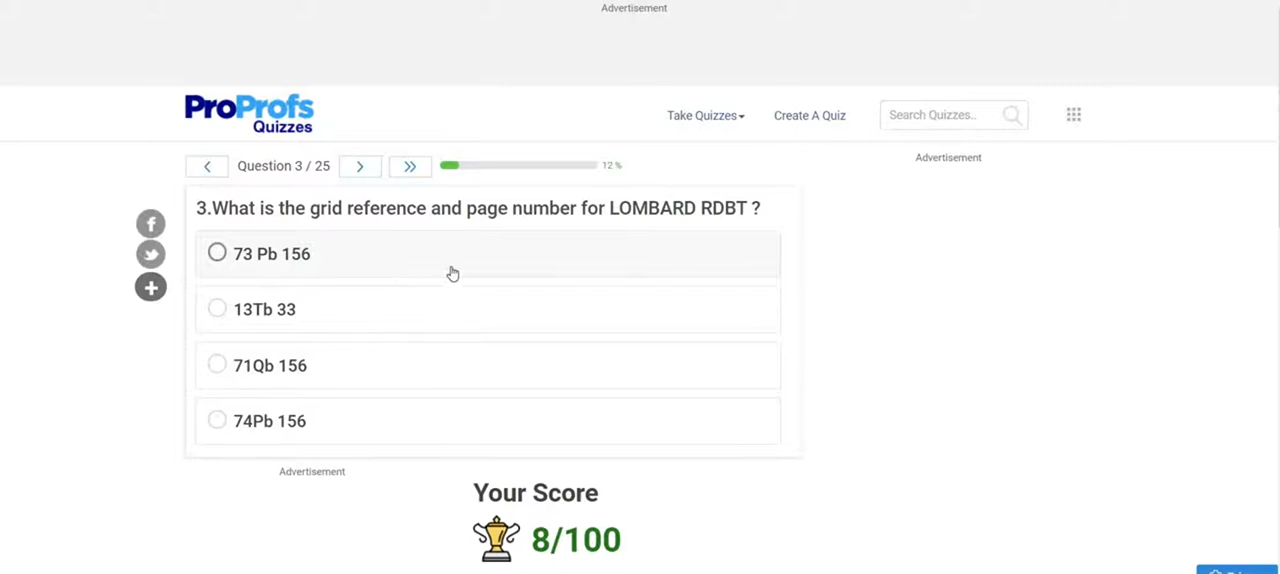 Advertisement
ProProfs
Quizzes
Take Quizzes
Create A Quiz
Search Quizzes..
Question 3 / 25
12 %
Advertisement
3.What is the grid reference and page number for LOMBARD RDBT ?
73 Pb 156
13Tb 33
71Qb 156
74Pb 156
Advertisement
Your Score
8/100